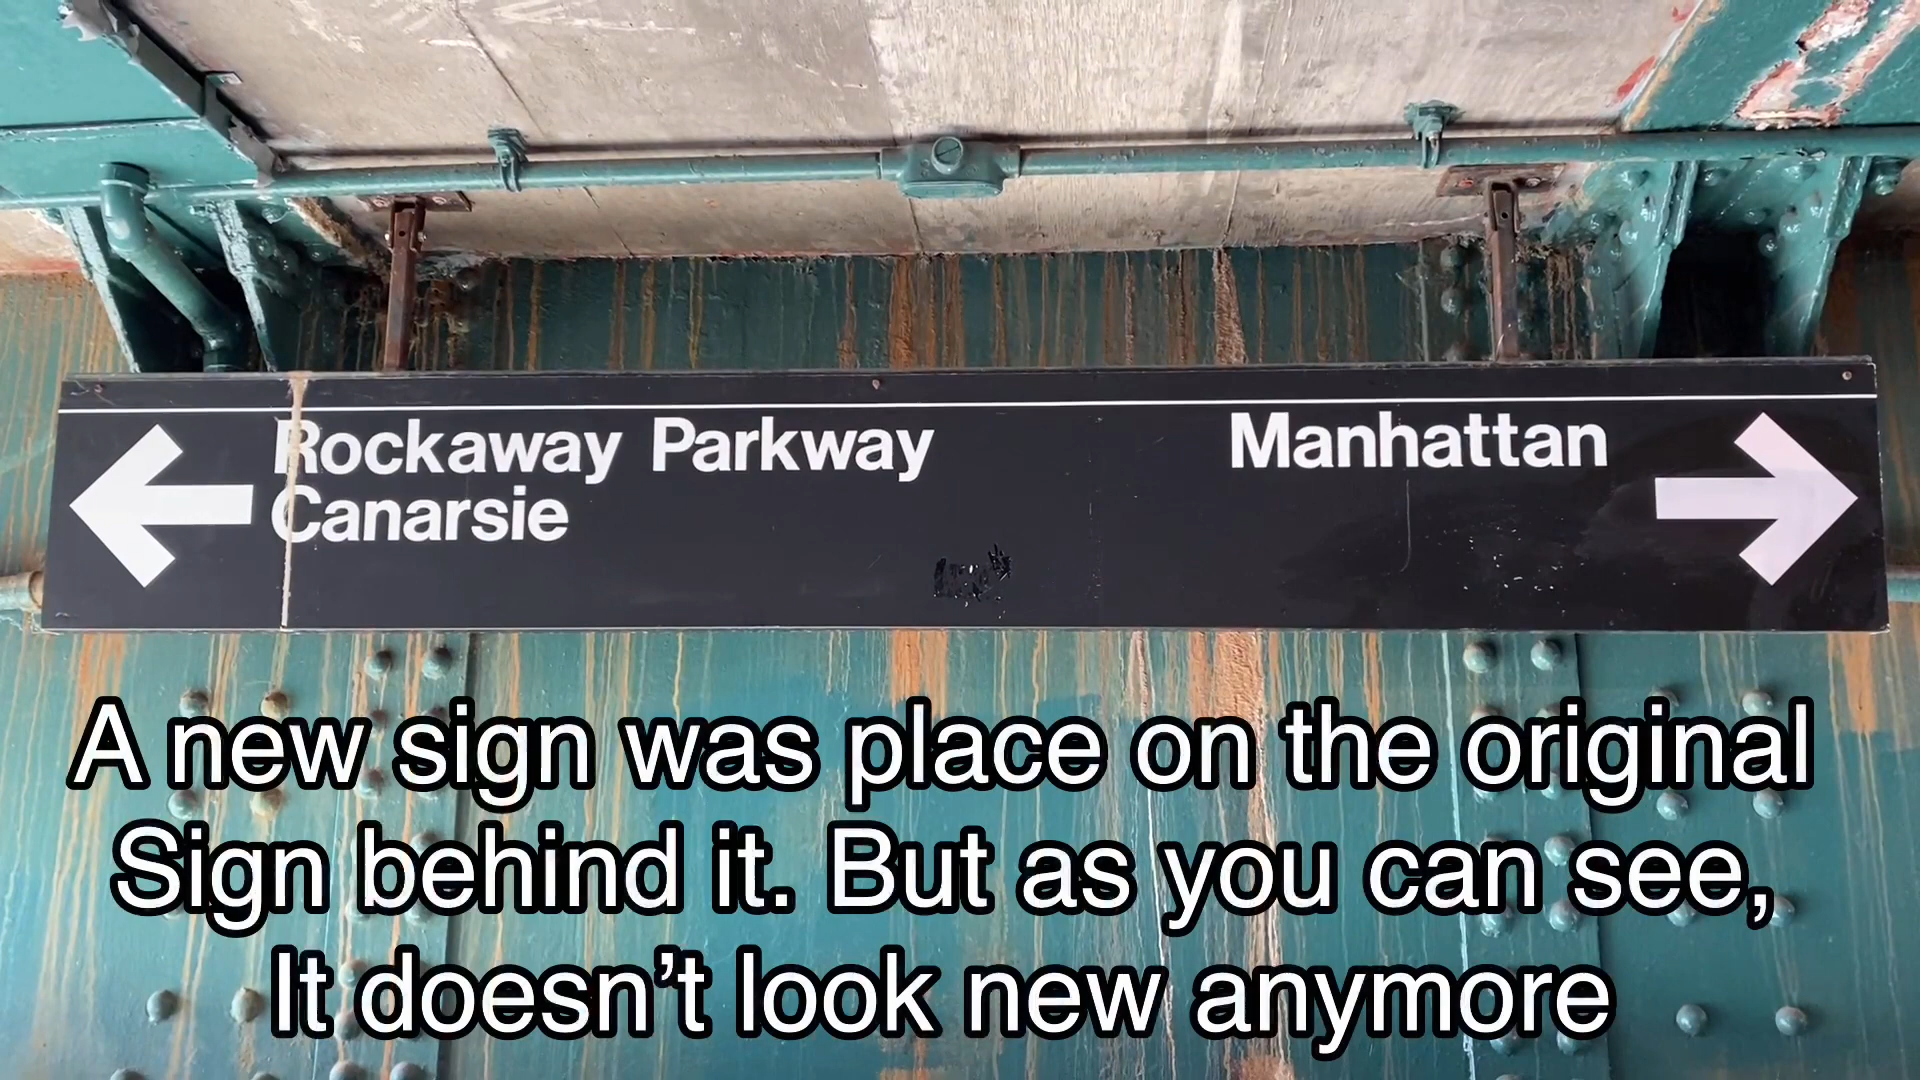 Rockaway Parkway
Canarsie
Manhattan
A new sign was place on the original
Sign behind it. But as you can see,
It doesn’t look new anymore